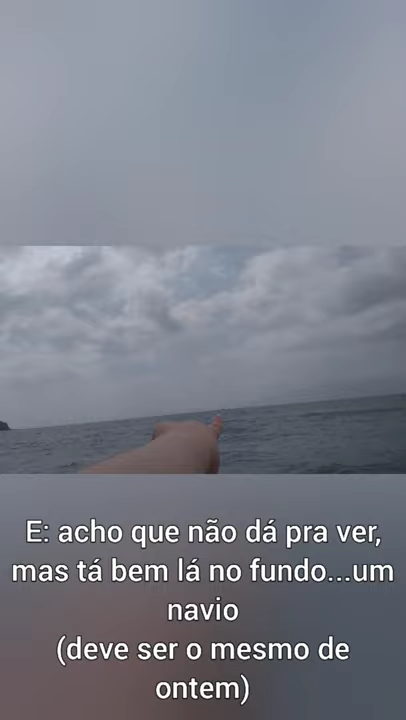 E: acho que não dá pra ver,
mas tá bem lá no fundo...um
navio
(deve ser o mesmo de
ontem)